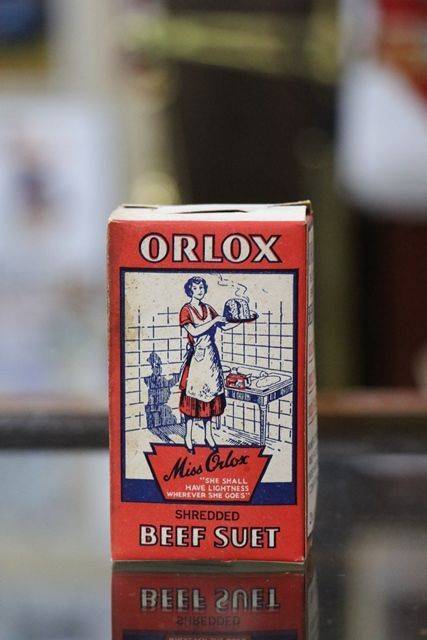 ORLOX
Miss Orlox
"SHE SHALL
HAVE LIGHTNESS
WHEREVER SHE GOES"
SHREDDED
BEEF SUET